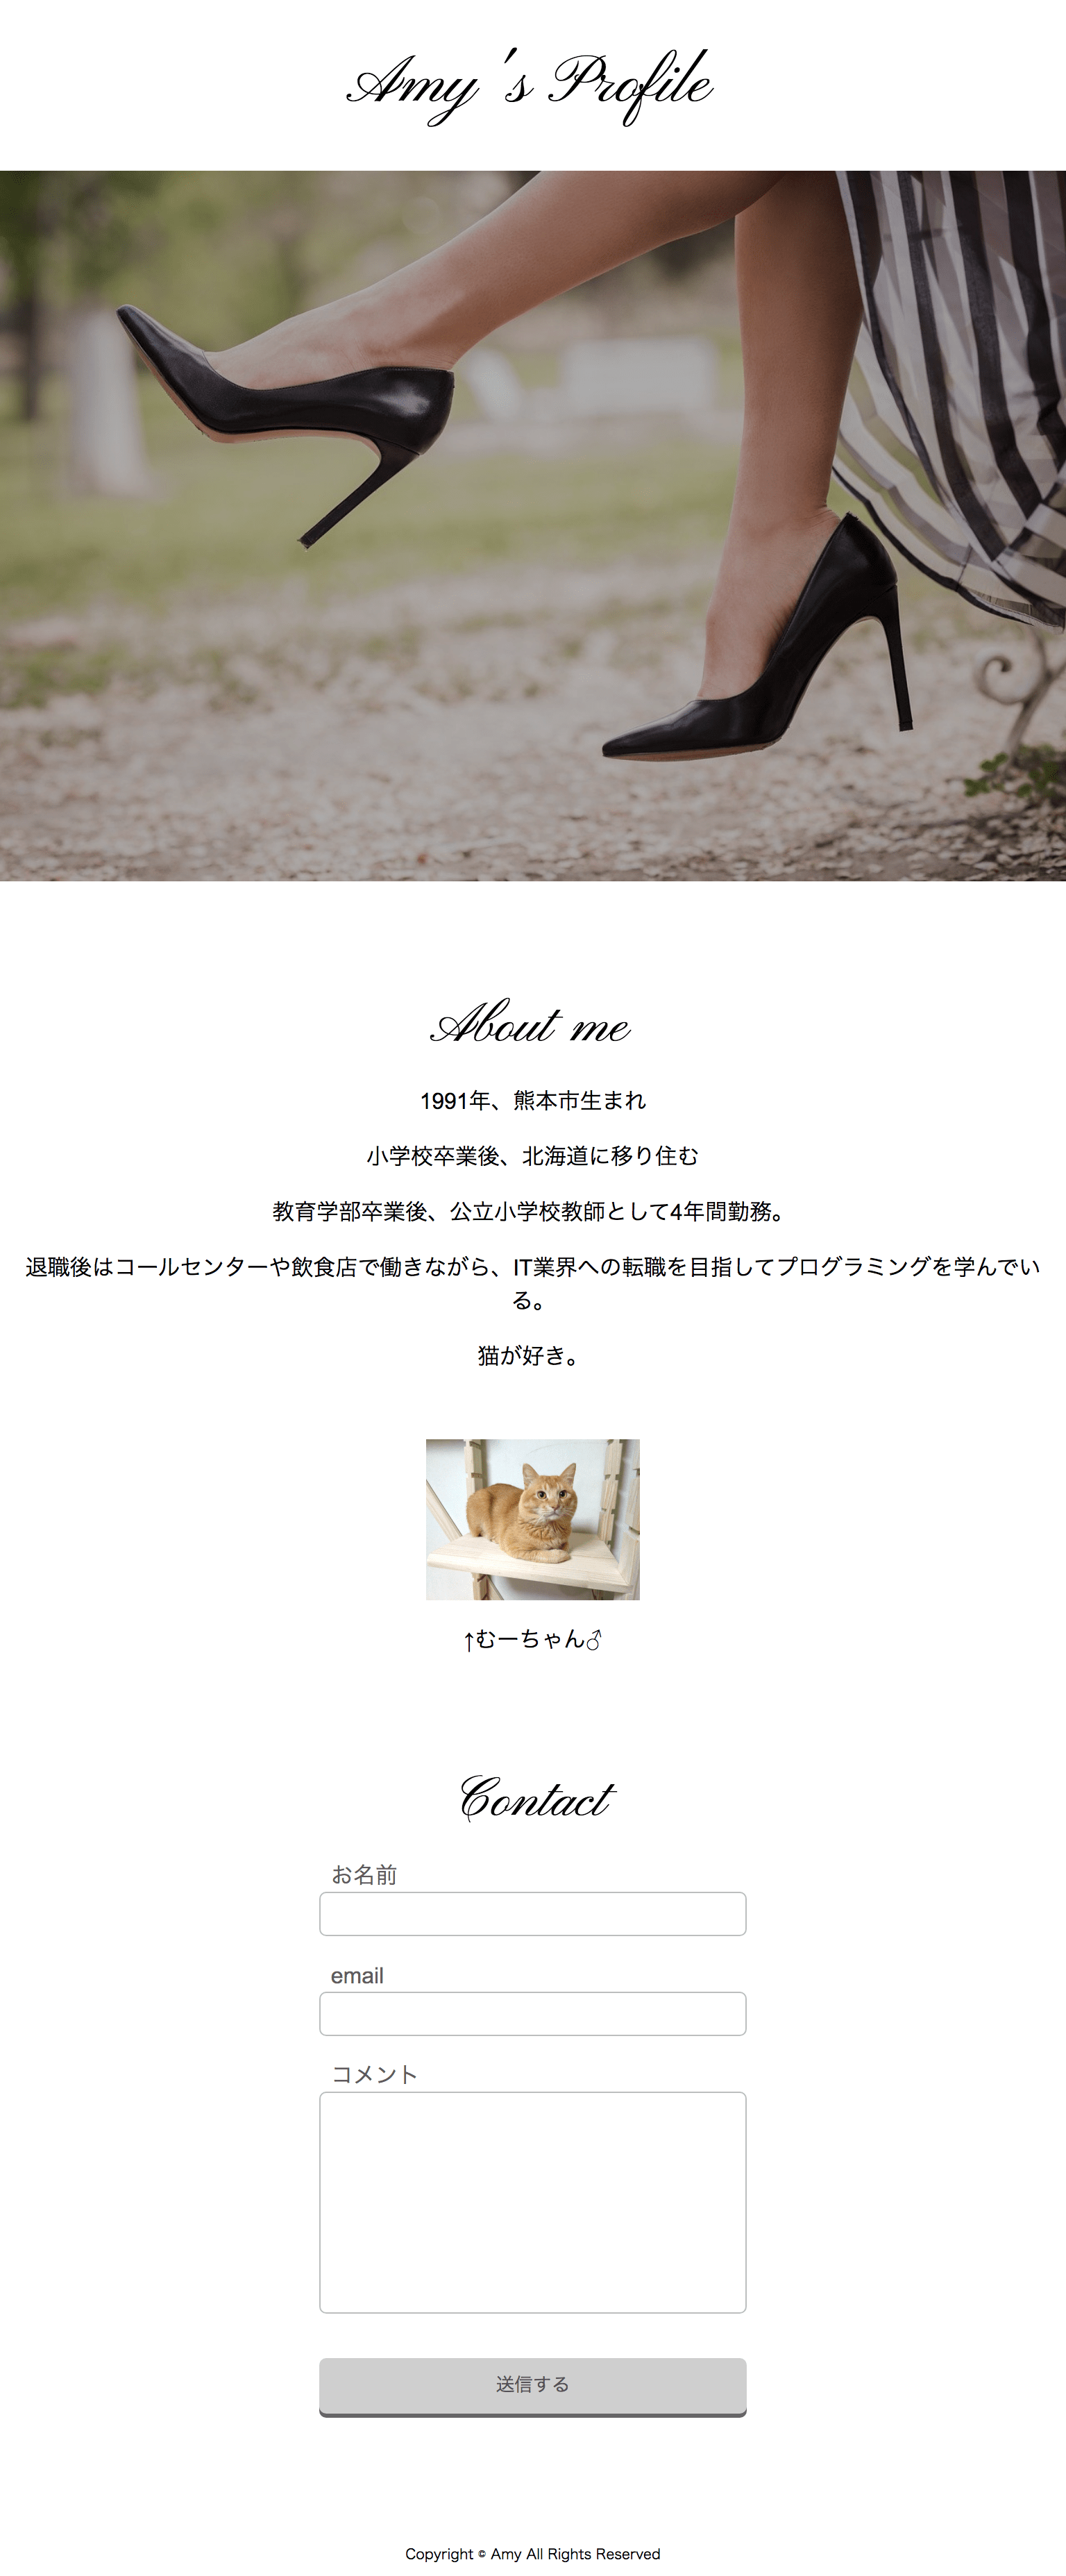 Amy's Profile
About me
1991年、熊本市生まれ
小学校卒業後、北海道に移り住む
教育学部卒業後、公立小学校教師として4年間勤務。
退職後はコールセンターや飲食店で働きながら、IT業界への転職を目指してプログラミングを学んでい
る。
猫が好き。
↑むーちゃん♂
Contact
お名前
email
コメント
送信する
Copyright © Amy All Rights Reserved